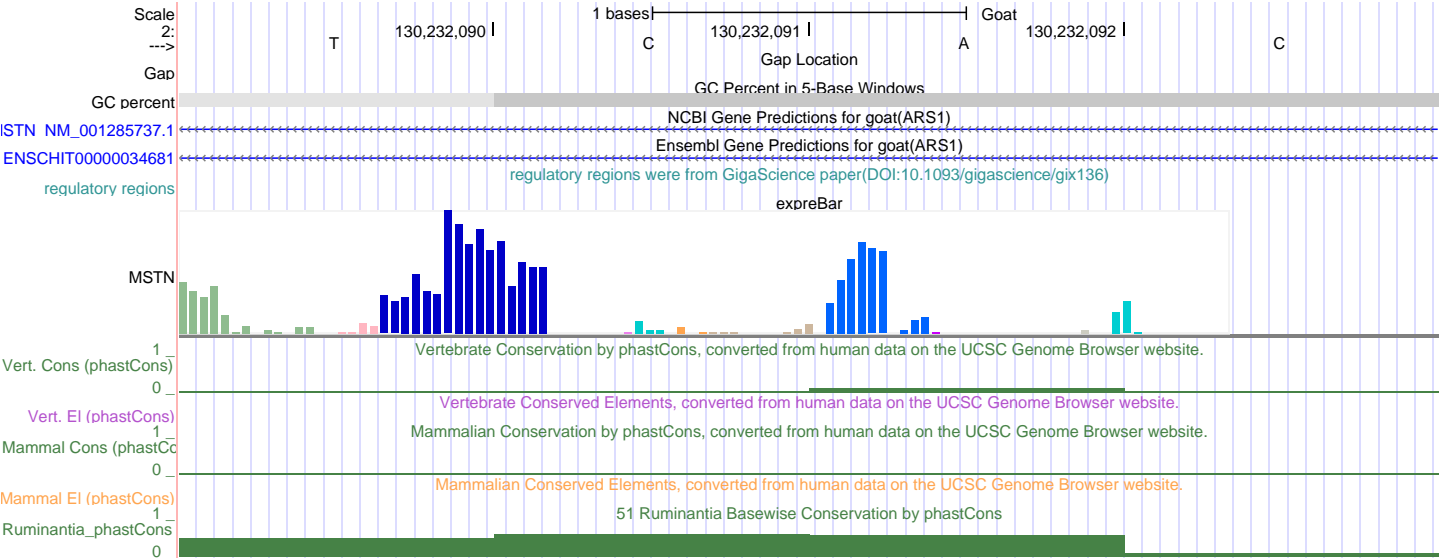 Scale 1 bases Goat
2: 130,232,090 130,232,091 130,232,092
---> T C A C
Gap Location
Gap
GC Percent in 5-Base Windows
GC percent
NCBI Gene Predictions for goat(ARS1)
ISTN NM_001285737.1
Ensembl Gene Predictions for goat(ARS1)
ENSCHIT00000034681
regulatory regions were from GigaScience paper(DOI:10.1093/gigascience/gix136)
regulatory regions
expreBar
MSTN
1 _ Vertebrate Conservation by phastCons, converted from human data on the UCSC Genome Browser website.
Vert. Cons (phastCons)
0 _
Vertebrate Conserved Elements, converted from human data on the UCSC Genome Browser website.
Vert. El (phastCons)
1 _ Mammalian Conservation by phastCons, converted from human data on the UCSC Genome Browser website.
Mammal Cons (phastCo
0 _
Mammalian Conserved Elements, converted from human data on the UCSC Genome Browser website.
Mammal El (phastCons)
1 _ 51 Ruminantia Basewise Conservation by phastCons
Ruminantia_phastCons
0 _